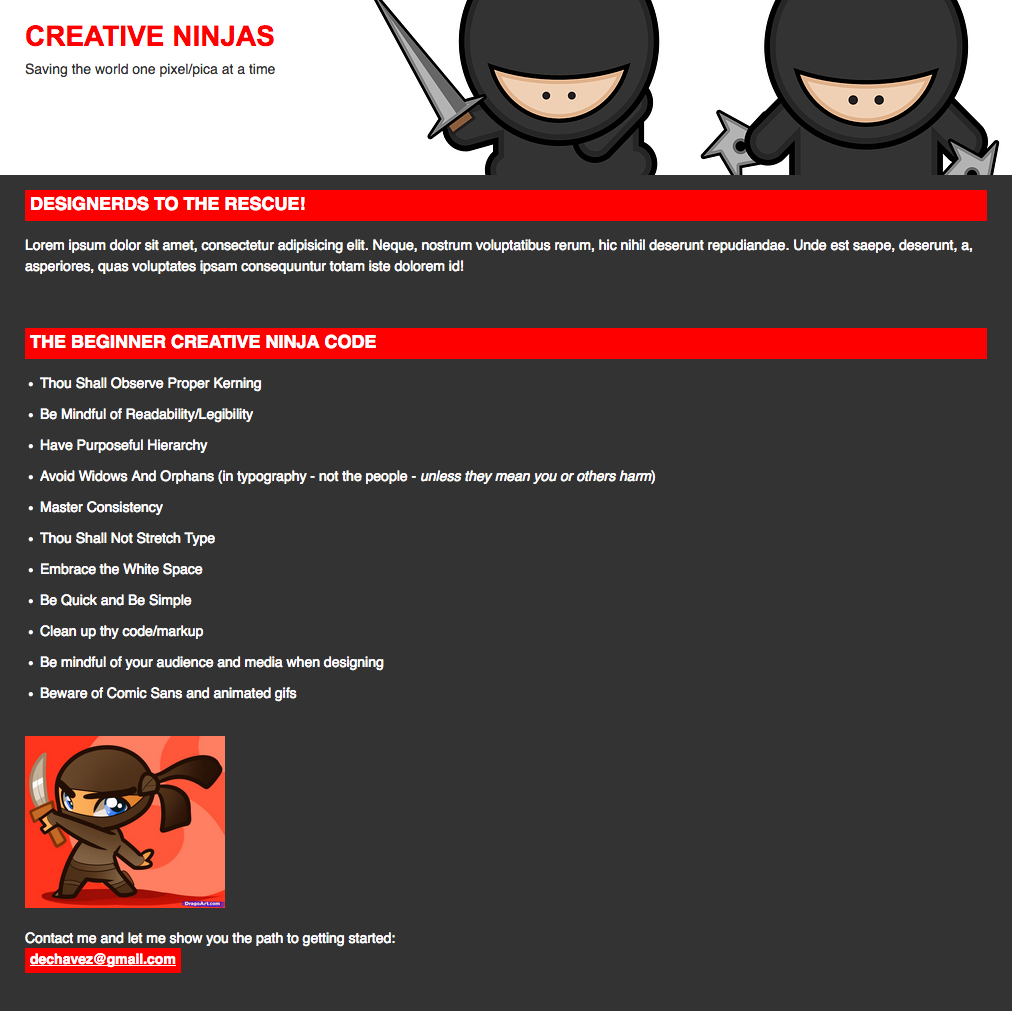 CREATIVE NINJAS
Saving the world one pixel/pica at a time
DESIGNERDS TO THE RESCUE!
Lorem ipsum dolor sit amet, consectetur adipisicing elit. Neque, nostrum voluptatibus rerum, hic nihil deserunt repudiandae. Unde est saepe, deserunt, a,
asperiores, quas voluptates ipsam consequuntur totam iste dolorem id!
THE BEGINNER CREATIVE NINJA CODE
• Thou Shall Observe Proper Kerning
• Be Mindful of Readability/Legibility
• Have Purposeful Hierarchy
• Avoid Widows And Orphans (in typography - not the people - unless they mean you or others harm)
• Master Consistency
• Thou Shall Not Stretch Type
• Embrace the White Space
• Be Quick and Be Simple
• Clean up thy code/markup
• Be mindful of your audience and media when designing
• Beware of Comic Sans and animated gifs
DragoArt.com
Contact me and let me show you the path to getting started:
dechavez@gmail.com